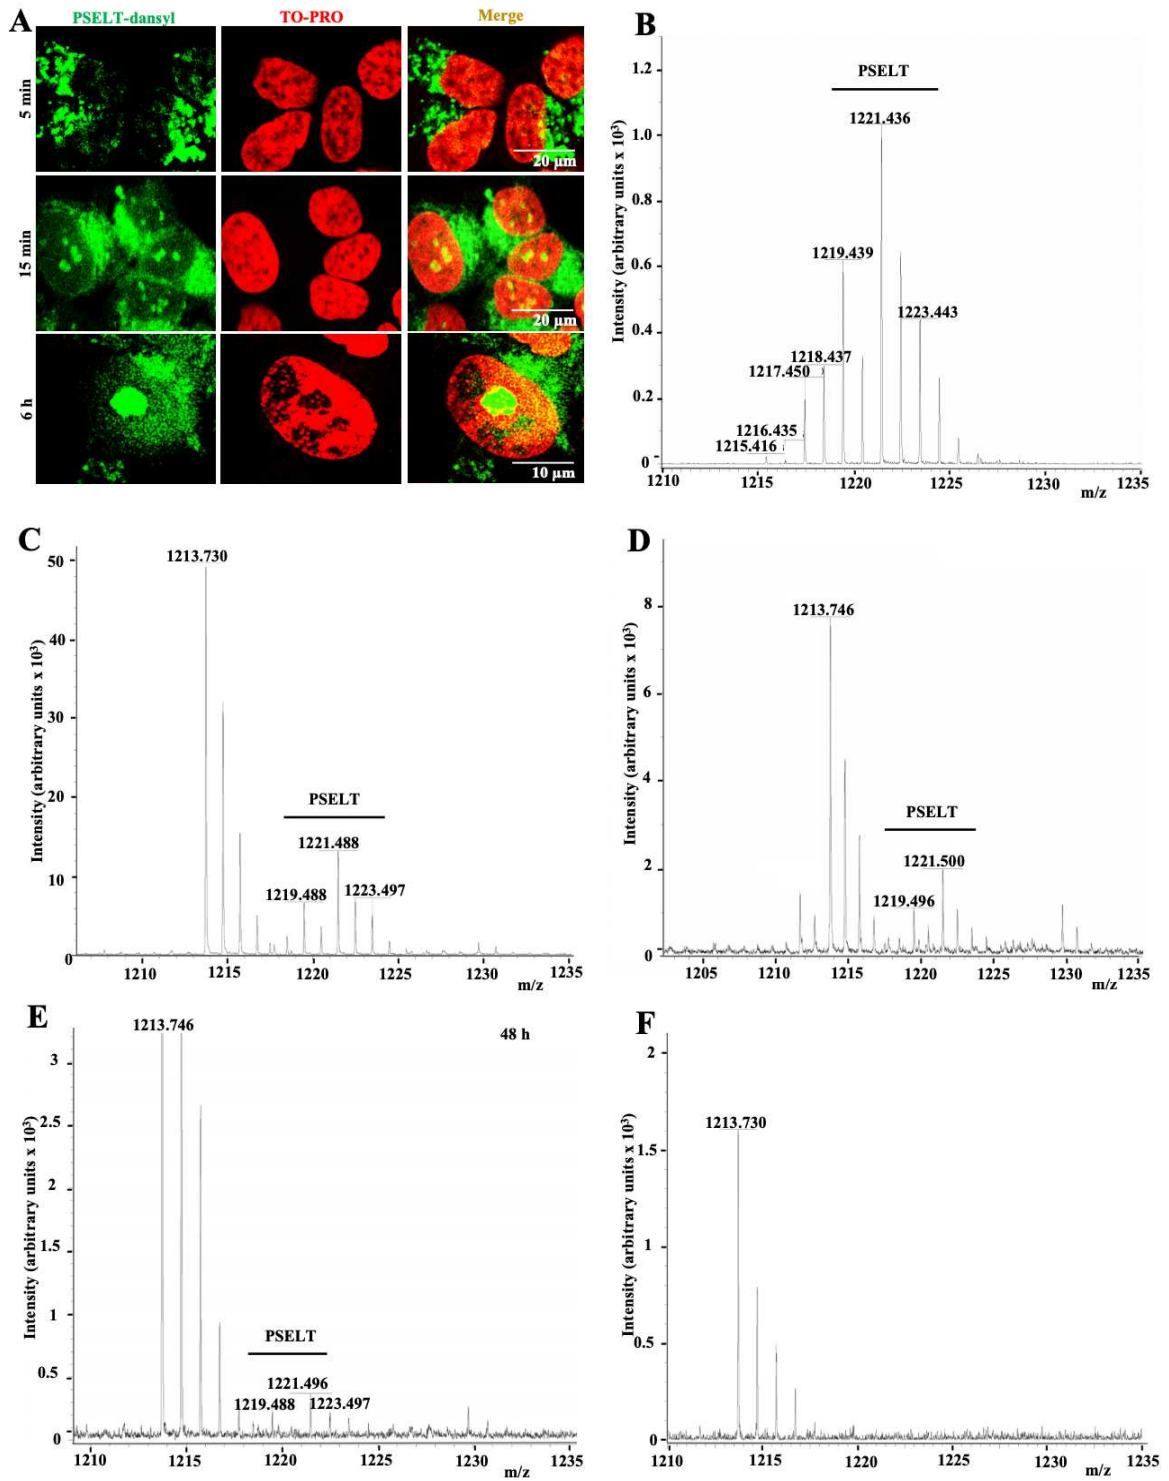 A
PSELT-dansyl TO-PRO Merge
5 min
20 µm
15 min
20 µm
6 h
10 µm
B
Intensity (arbitrary units x 10³)
1.2
1.0
0.8
0.6
0.4
0.2
0
PSELT
1221.436
1219.439
1223.443
1218.437
1217.450
1216.435
1215.416
1210 1215 1220 1225 1230 1235
m/z
C
Intensity (arbitrary units x 10³)
50
40
30
20
10
0
1213.730
PSELT
1221.488
1219.488 1223.497
1210 1215 1220 1225 1230 1235
m/z
D
Intensity (arbitrary units x 10³)
8
6
4
2
0
1213.746
PSELT
1221.500
1219.496
1205 1210 1215 1220 1225 1230 1235
m/z
E
Intensity (arbitrary units x 10³)
3
2.5
2
1.5
1
0.5
0
1213.746
48 h
PSELT
1221.496
1219.488 1223.497
1210 1215 1220 1225 1230 1235
m/z
F
Intensity (arbitrary units x 10³)
2
1.5
1
0.5
0
1213.730
1210 1215 1220 1225 1230 1235
m/z